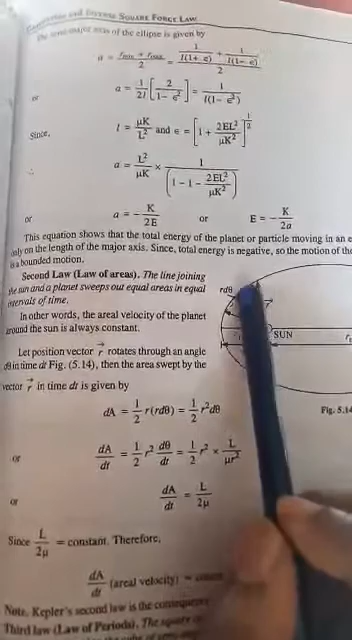 and Inverse Square Force Law
The semi major axis of the ellipse is given by
a = (r_min + r_max)/2 = (1/(l(1+ϵ)) + 1/(l(1-ϵ)))/2
or a = 1/2l [2/(1-ϵ²)] = 1/(l(1-ϵ²))
Since, l = μK/L² and ϵ = [1 + 2EL²/μK²]^(1/2)
∴ a = L²/μK × 1/(1-1-2EL²/μK²)
or a = -K/2E or E = -K/2a
This equation shows that the total energy of the planet or particle moving in an e
only on the length of the major axis. Since, total energy is negative, so the motion of the
is a bounded motion.
Second Law (Law of areas). The line joining
the sun and a planet sweeps out equal areas in equal
intervals of time.
In other words, the areal velocity of the planet
around the sun is always constant.
Let position vector r→ rotates through an angle
dθ in time dt Fig. (5.14), then the area swept by the
vector r→ in time dt is given by
dA = 1/2 r(rdθ) = 1/2 r²dθ
or dA/dt = 1/2 r² dθ/dt = 1/2 r² × L/μr²
or dA/dt = L/2μ
Since L/2μ = constant. Therefore,
dA/dt (areal velocity) =
Note. Kepler's second law is the consequence
Third law (Law of Periods). The square of
rdθ
r→
SUN
Fig. 5.14